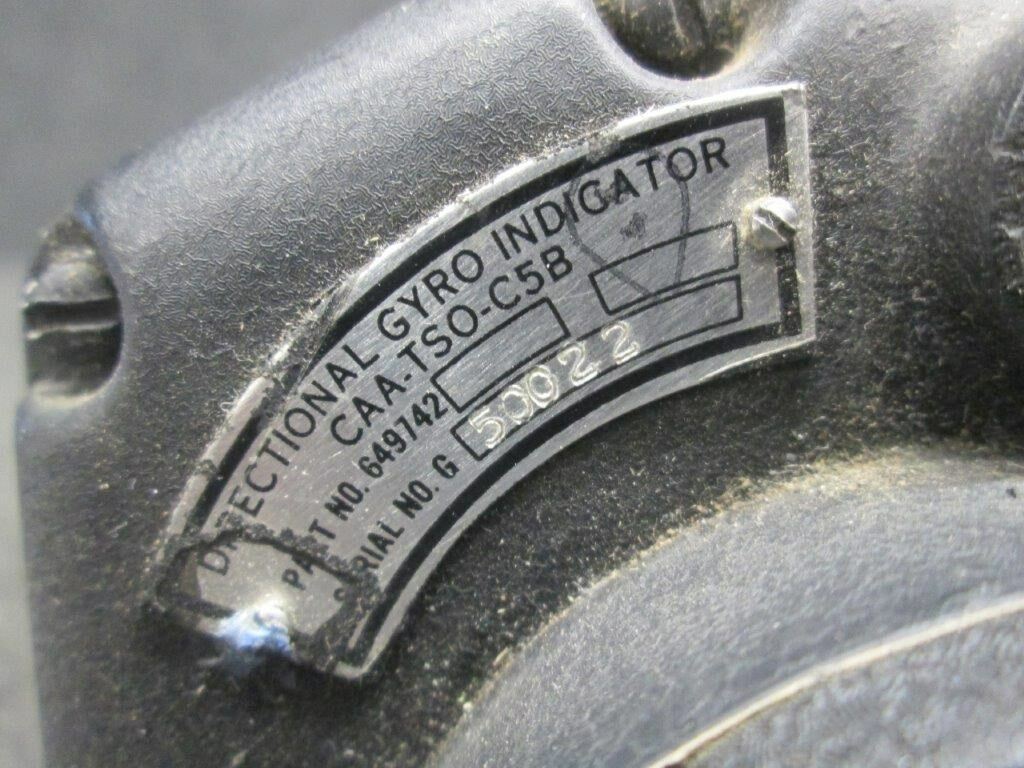 DIRECTIONAL GYRO INDICATOR
CAA-TSO-C5B
PART NO. 649742
SERIAL NO. G 50022